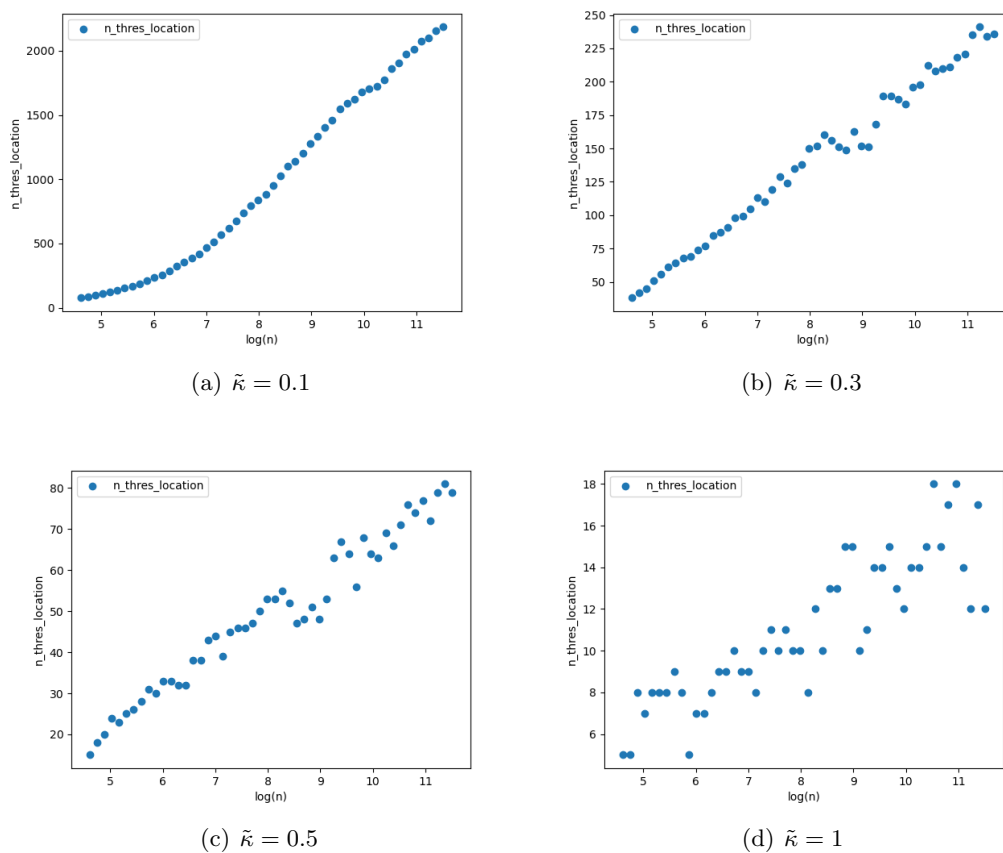 n_thres_location
2000
1500
1000
500
0
n_thres_location
5 6 7 8 9 10 11
log(n)
(a) κ̃ = 0.1
n_thres_location
250
225
200
175
150
125
100
75
50
n_thres_location
5 6 7 8 9 10 11
log(n)
(b) κ̃ = 0.3
n_thres_location
80
70
60
50
40
30
20
n_thres_location
5 6 7 8 9 10 11
log(n)
(c) κ̃ = 0.5
n_thres_location
18
16
14
12
10
8
6
n_thres_location
5 6 7 8 9 10 11
log(n)
(d) κ̃ = 1